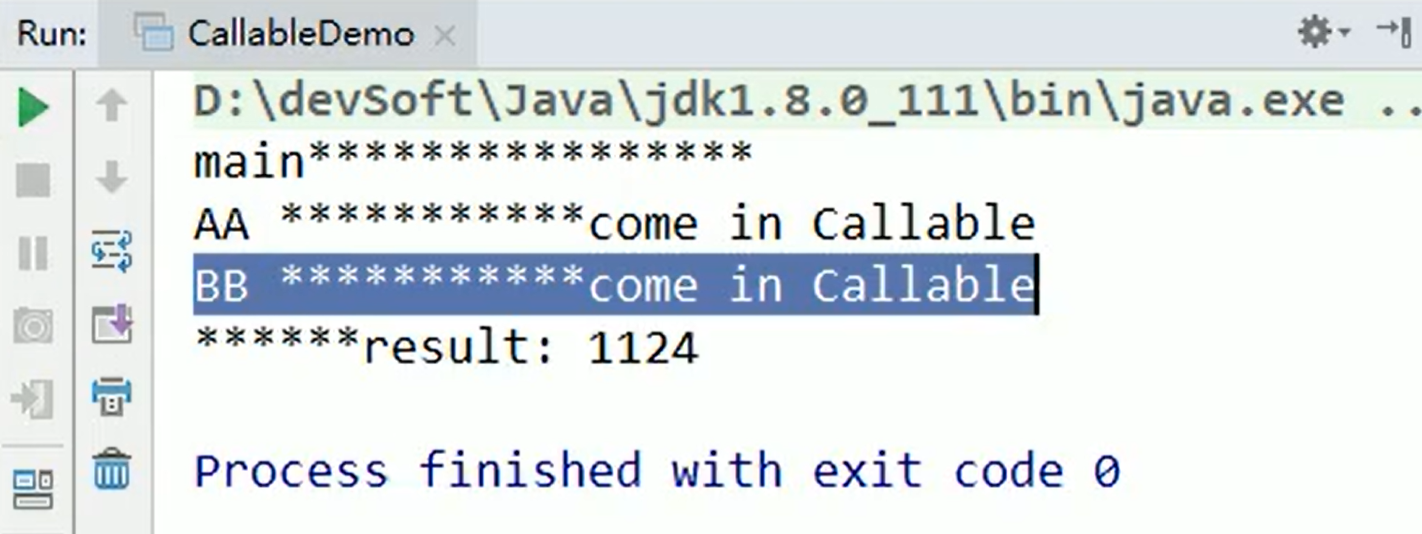 Run: CallableDemo
D:\devSoft\Java\jdk1.8.0_111\bin\java.exe ..
main****************
AA ***********come in Callable
BB ***********come in Callable
******result: 1124
Process finished with exit code 0